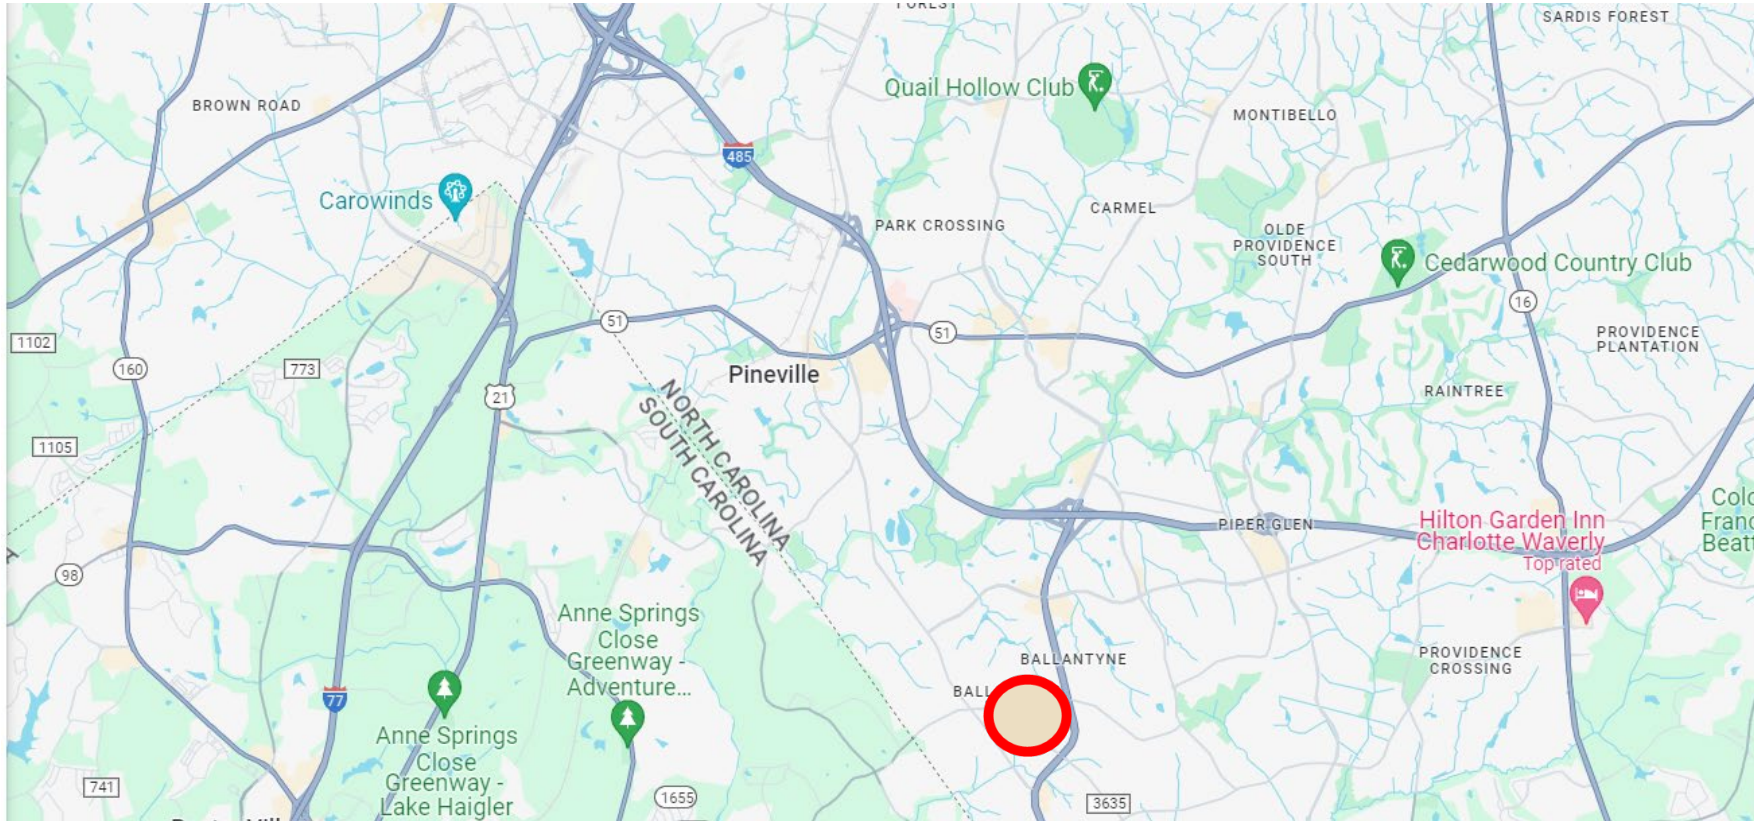 FOREST
SARDIS FOREST
Quail Hollow Club
BROWN ROAD
MONTIBELLO
485
Carowinds
CARMEL
PARK CROSSING
OLDE
PROVIDENCE
SOUTH
Cedarwood Country Club
16
51
51
1102
PROVIDENCE
PLANTATION
160
773
Pineville
21
RAINTREE
NORTH CAROLINA
SOUTH CAROLINA
1105
PIPER GLEN
Hilton Garden Inn
Charlotte Waverly
Top rated
98
Anne Springs
Close
Greenway -
Adventure...
BALLANTYNE
PROVIDENCE
CROSSING
BALL
77
Anne Springs
Close
Greenway -
Lake Haigler
741
1655
3635